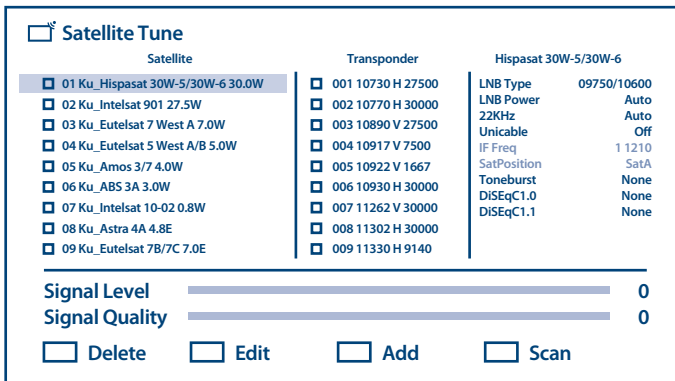 Satellite Tune
Satellite
01 Ku_Hispasat 30W-5/30W-6 30.0W
02 Ku_Intelsat 901 27.5W
03 Ku_Eutelsat 7 West A 7.0W
04 Ku_Eutelsat 5 West A/B 5.0W
05 Ku_Amos 3/7 4.0W
06 Ku_ABS 3A 3.0W
07 Ku_Intelsat 10-02 0.8W
08 Ku_Astra 4A 4.8E
09 Ku_Eutelsat 7B/7C 7.0E
Transponder
001 10730 H 27500
002 10770 H 30000
003 10890 V 27500
004 10917 V 7500
005 10922 V 1667
006 10930 H 30000
007 11262 V 30000
008 11302 H 30000
009 11330 H 9140
Hispasat 30W-5/30W-6
LNB Type 09750/10600
LNB Power Auto
22KHz Auto
Unicable Off
IF Freq 1 1210
SatPosition SatA
Toneburst None
DiSEqC1.0 None
DiSEqC1.1 None
Signal Level 0
Signal Quality 0
Delete Edit Add Scan